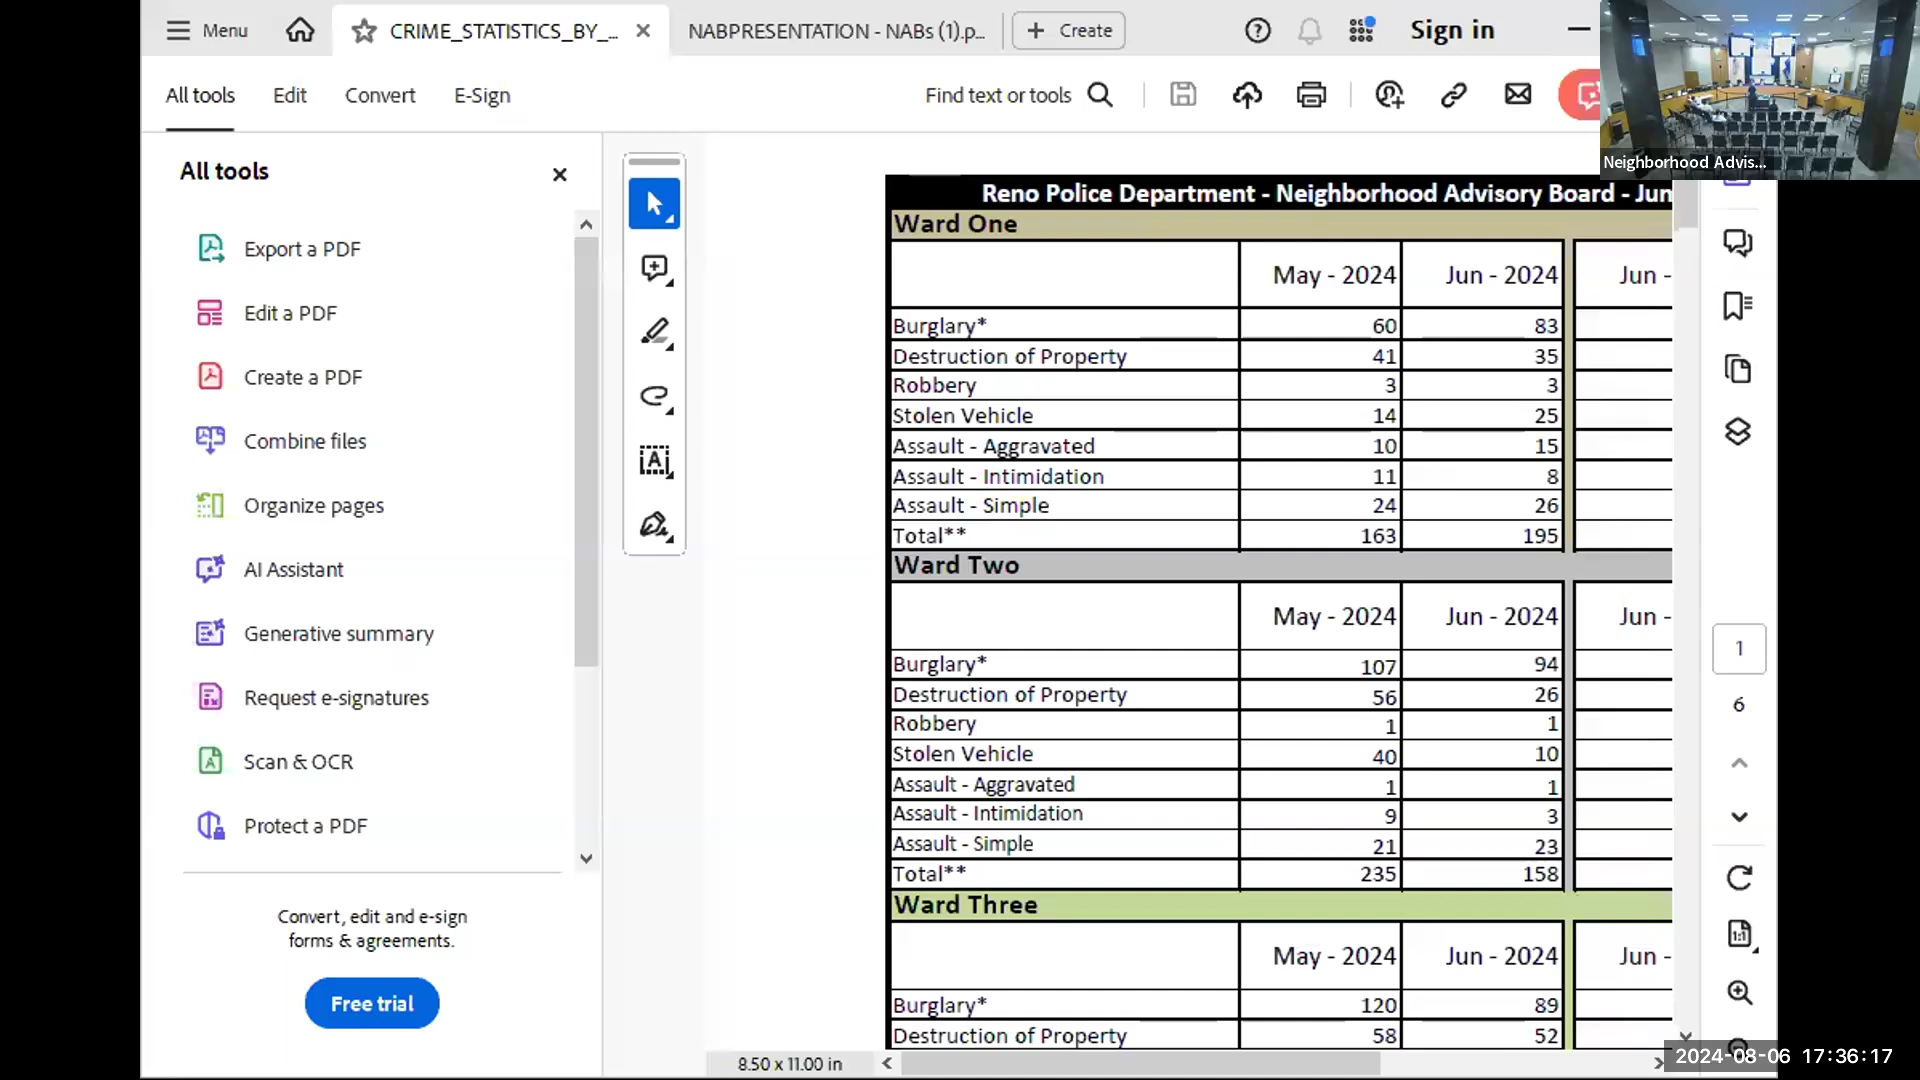 Menu
CRIME_STATISTICS_BY_...
NABPRESENTATION - NABs (1).p...
Create
Sign in
All tools
Edit
Convert
E-Sign
Find text or tools
Neighborhood Advis...
All tools
Export a PDF
Edit a PDF
Create a PDF
Combine files
Organize pages
AI Assistant
Generative summary
Request e-signatures
Scan & OCR
Protect a PDF
Convert, edit and e-sign
forms & agreements.
Free trial
Reno Police Department - Neighborhood Advisory Board - Jun
Ward One
May - 2024 Jun - 2024 Jun -
Burglary* 60 83
Destruction of Property 41 35
Robbery 3 3
Stolen Vehicle 14 25
Assault - Aggravated 10 15
Assault - Intimidation 11 8
Assault - Simple 24 26
Total** 163 195
Ward Two
May - 2024 Jun - 2024 Jun -
Burglary* 107 94
Destruction of Property 56 26
Robbery 1 1
Stolen Vehicle 40 10
Assault - Aggravated 1 1
Assault - Intimidation 9 3
Assault - Simple 21 23
Total** 235 158
Ward Three
May - 2024 Jun - 2024 Jun -
Burglary* 120 89
Destruction of Property 58 52
8.50 x 11.00 in
1
6
1:1
2024-08-06 17:36:17